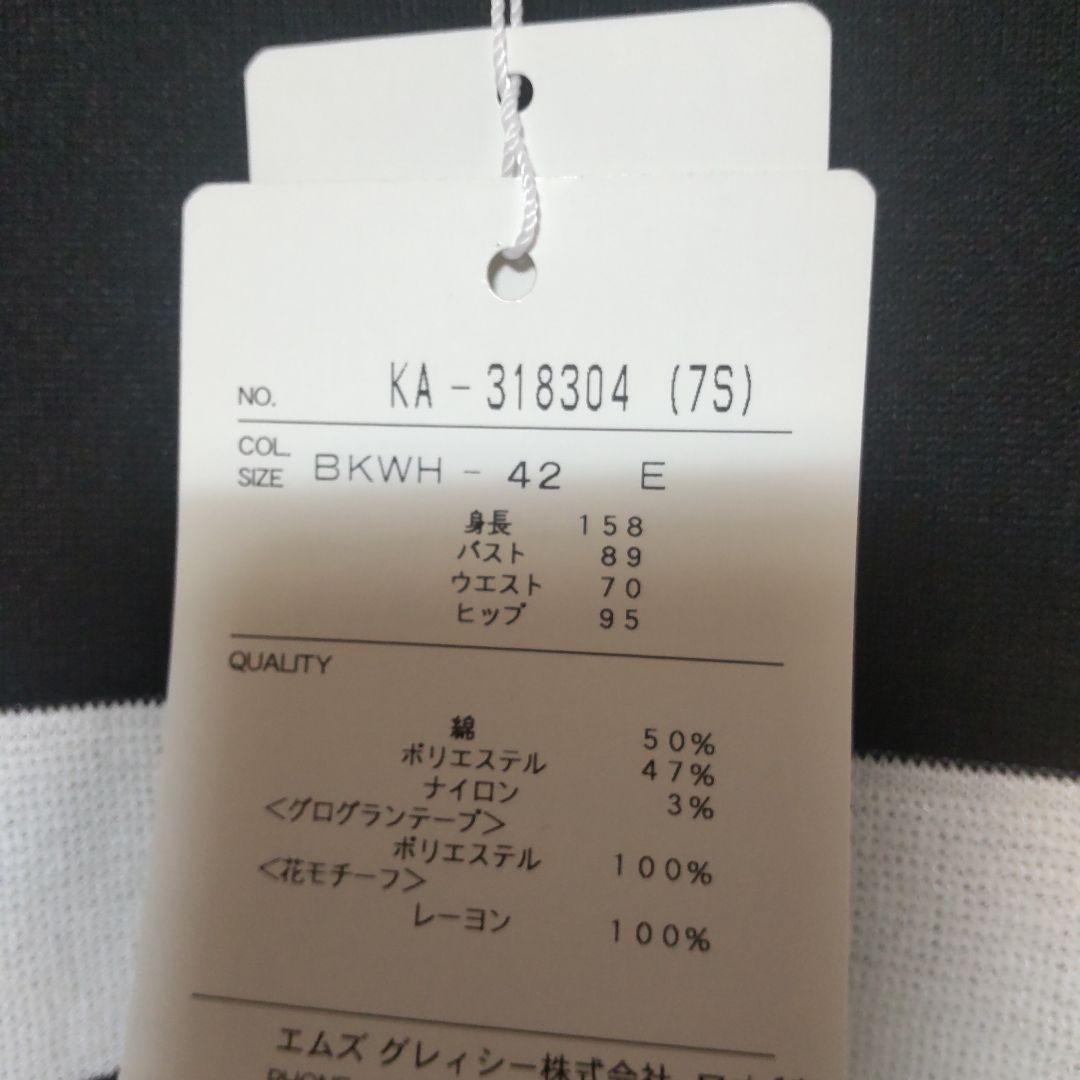 NO. KA-318304 (7S)
COL.
SIZE BKWH-42 E
身長 158
バスト 89
ウエスト 70
ヒップ 95
QUALITY
綿 50%
ポリエステル 47%
ナイロン 3%
<グログランテープ>
ポリエステル 100%
<花モチーフ>
レーヨン 100%
エムズ グレィシー株式会社